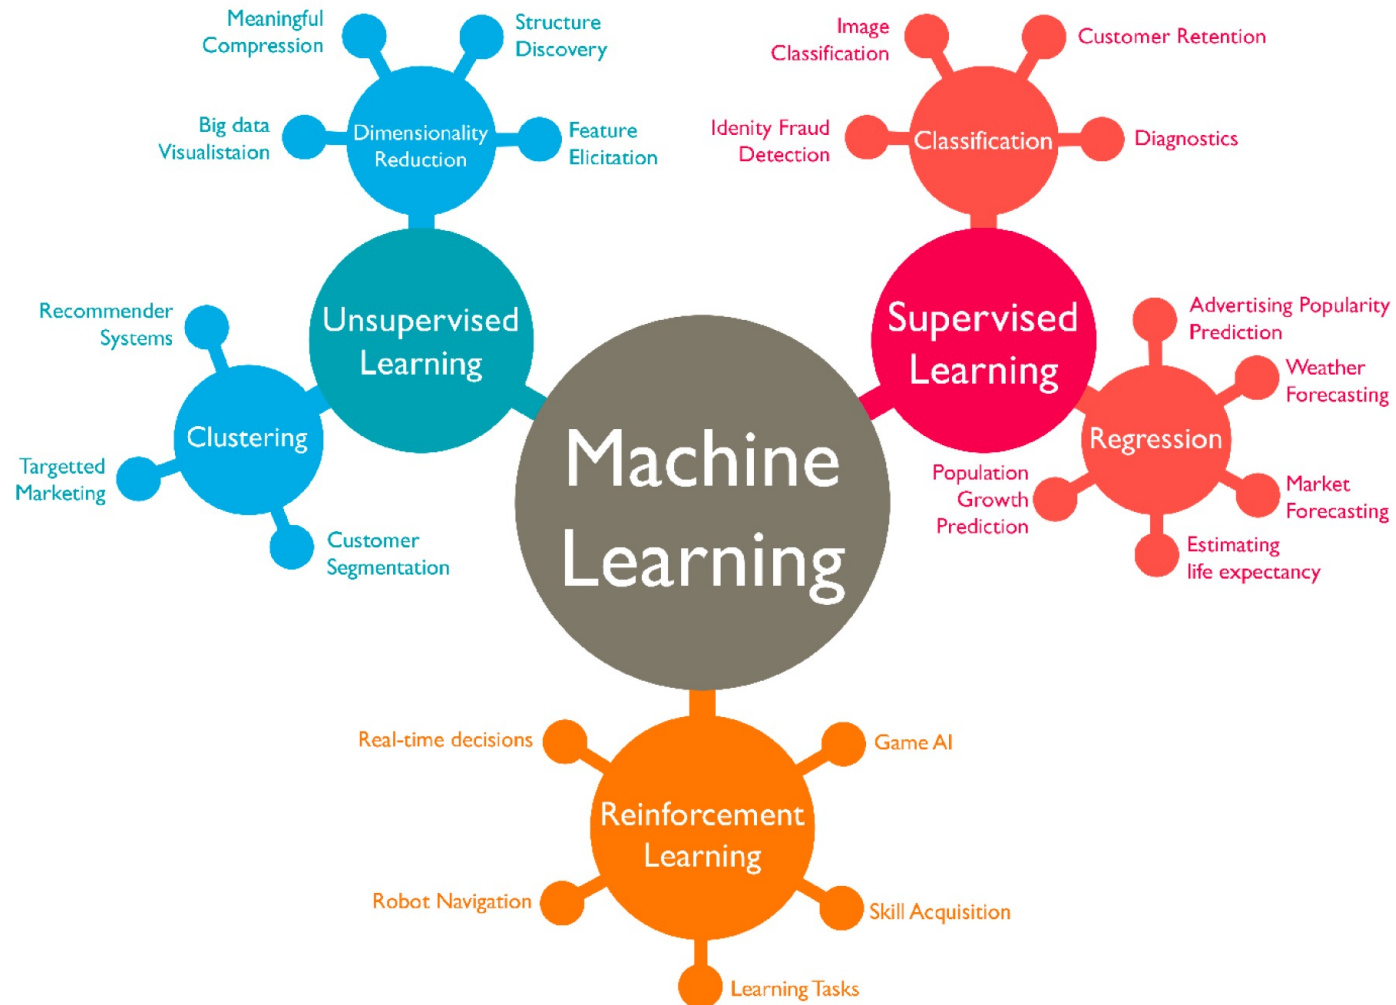 Meaningful
Compression
Structure
Discovery
Big data
Visualistaion
Dimensionality
Reduction
Feature
Elicitation
Image
Classification
Customer Retention
Idenity Fraud
Detection
Classification
Diagnostics
Recommender
Systems
Unsupervised
Learning
Clustering
Targetted
Marketing
Customer
Segmentation
Supervised
Learning
Advertising Popularity
Prediction
Weather
Forecasting
Regression
Population
Growth
Prediction
Market
Forecasting
Estimating
life expectancy
Machine
Learning
Real-time decisions
Game AI
Reinforcement
Learning
Robot Navigation
Skill Acquisition
Learning Tasks